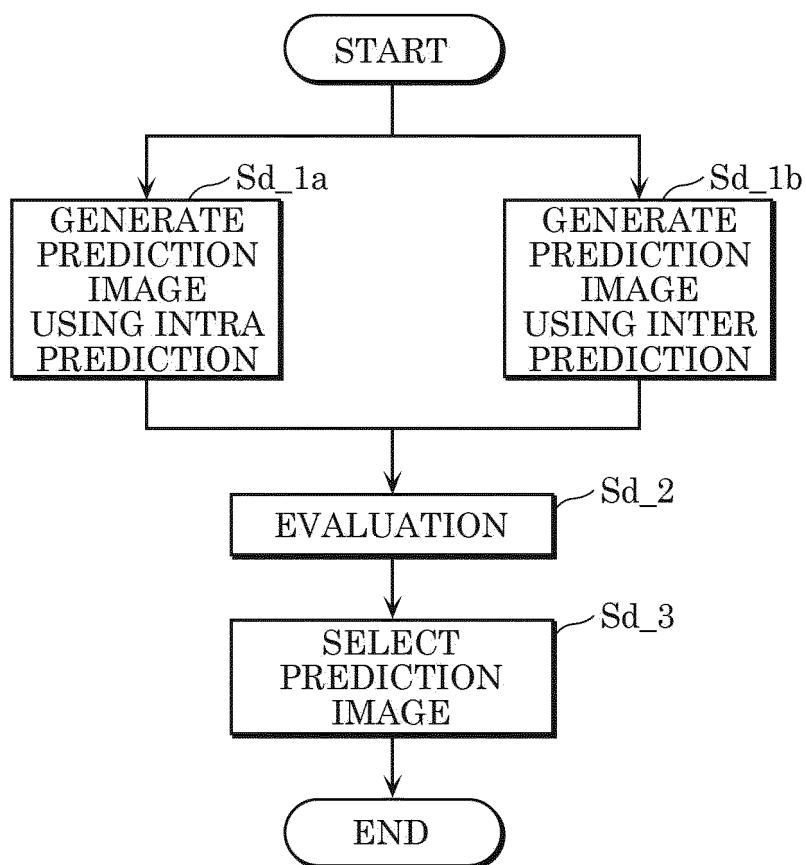 START
Sd_1a
GENERATE
PREDICTION
IMAGE
USING INTRA
PREDICTION
Sd_1b
GENERATE
PREDICTION
IMAGE
USING INTER
PREDICTION
Sd_2
EVALUATION
Sd_3
SELECT
PREDICTION
IMAGE
END